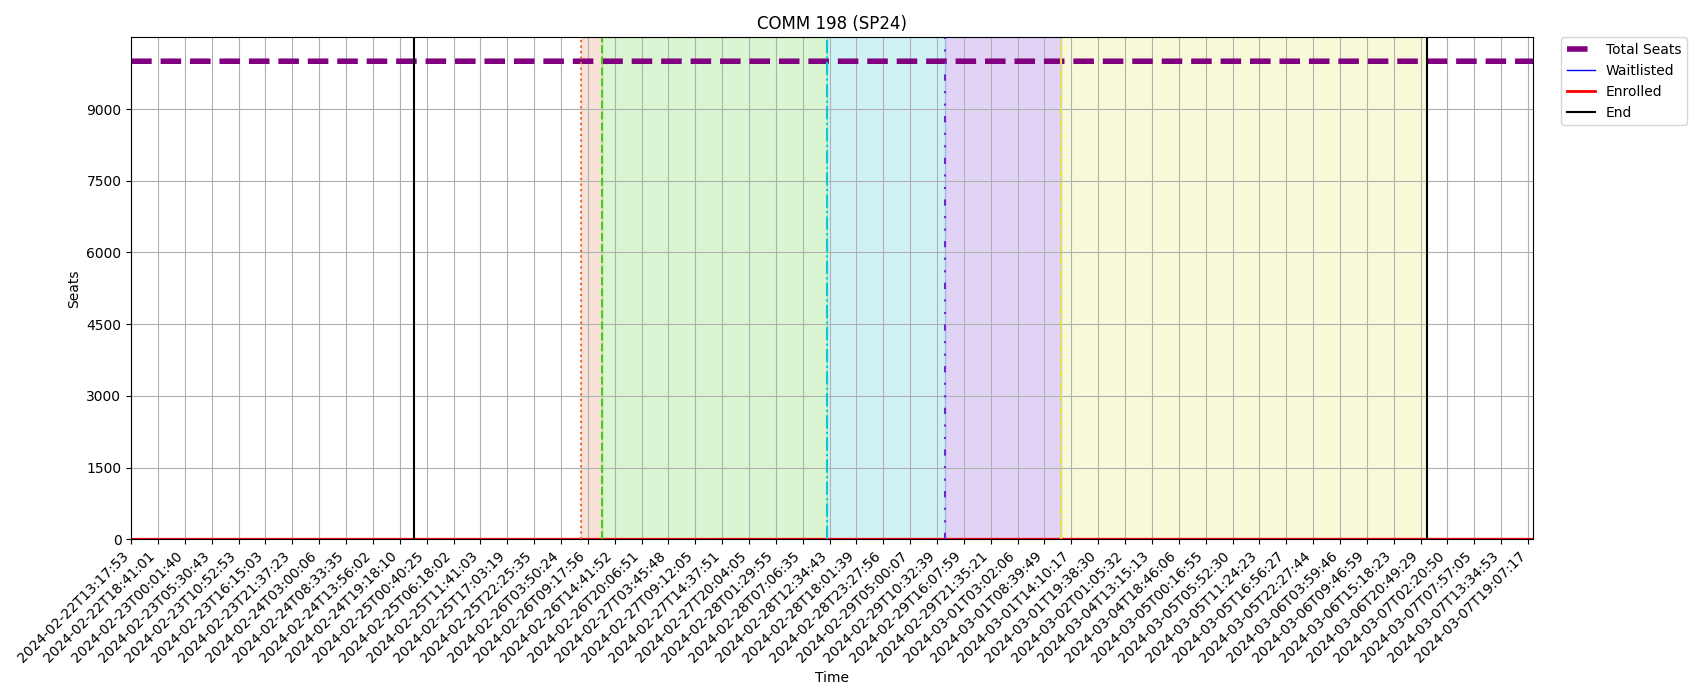 COMM 198 (SP24)
Total Seats
Waitlisted
Enrolled
End
Seats
9000
7500
6000
4500
3000
1500
0
2024-02-22T13:17:53
2024-02-22T18:41:01
2024-02-23T00:01:40
2024-02-23T05:30:43
2024-02-23T10:52:53
2024-02-23T16:15:03
2024-02-23T21:37:23
2024-02-24T03:00:06
2024-02-24T08:33:35
2024-02-24T13:56:02
2024-02-24T19:18:10
2024-02-25T00:40:25
2024-02-25T06:18:02
2024-02-25T11:41:03
2024-02-25T17:03:19
2024-02-25T22:25:35
2024-02-26T03:50:24
2024-02-26T09:17:56
2024-02-26T14:41:52
2024-02-26T20:06:51
2024-02-27T03:45:48
2024-02-27T09:12:05
2024-02-27T14:37:51
2024-02-27T20:04:05
2024-02-28T01:29:55
2024-02-28T07:06:35
2024-02-28T12:34:43
2024-02-28T18:01:39
2024-02-28T23:27:56
2024-02-29T05:00:07
2024-02-29T10:32:39
2024-02-29T16:07:59
2024-02-29T21:35:21
2024-03-01T03:02:06
2024-03-01T08:39:49
2024-03-01T14:10:17
2024-03-01T19:38:30
2024-03-02T01:05:32
2024-03-04T13:15:13
2024-03-04T18:46:06
2024-03-05T00:16:55
2024-03-05T05:52:30
2024-03-05T11:24:23
2024-03-05T16:56:27
2024-03-05T22:27:44
2024-03-06T03:59:46
2024-03-06T09:46:59
2024-03-06T15:18:23
2024-03-06T20:49:29
2024-03-07T02:20:50
2024-03-07T07:57:05
2024-03-07T13:34:53
2024-03-07T19:07:17
Time